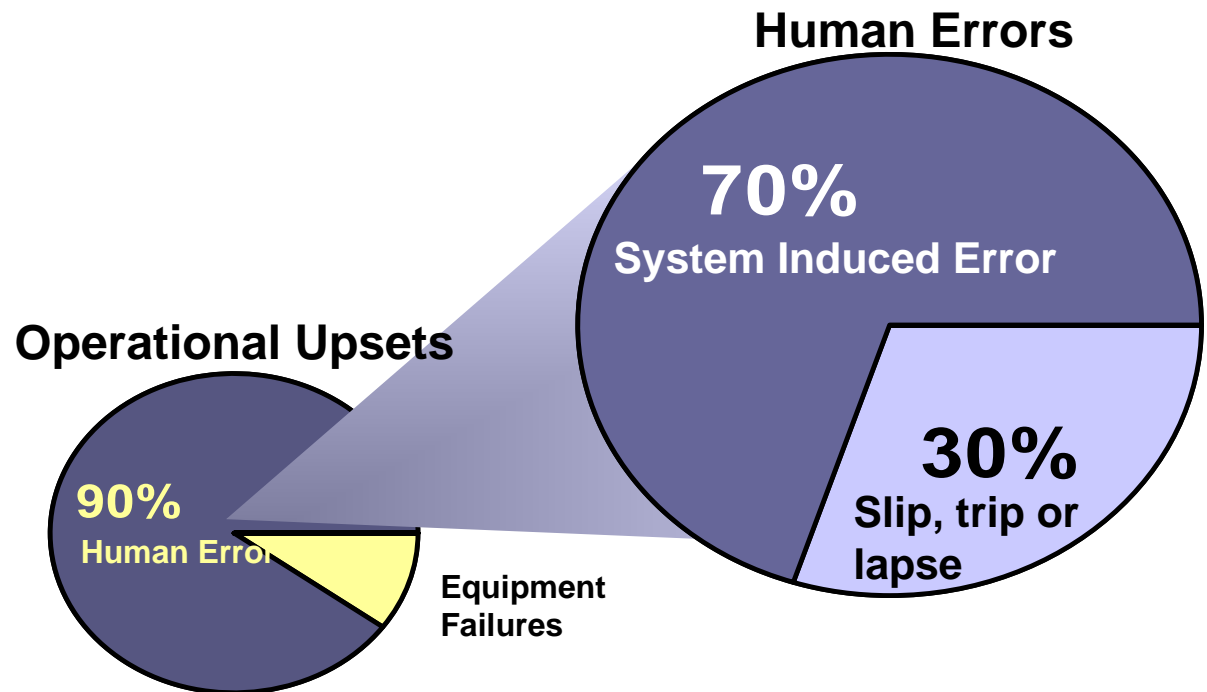 Human Errors
70%
System Induced Error
Operational Upsets
30%
Slip, trip or
lapse
90%
Human Error
Equipment
Failures